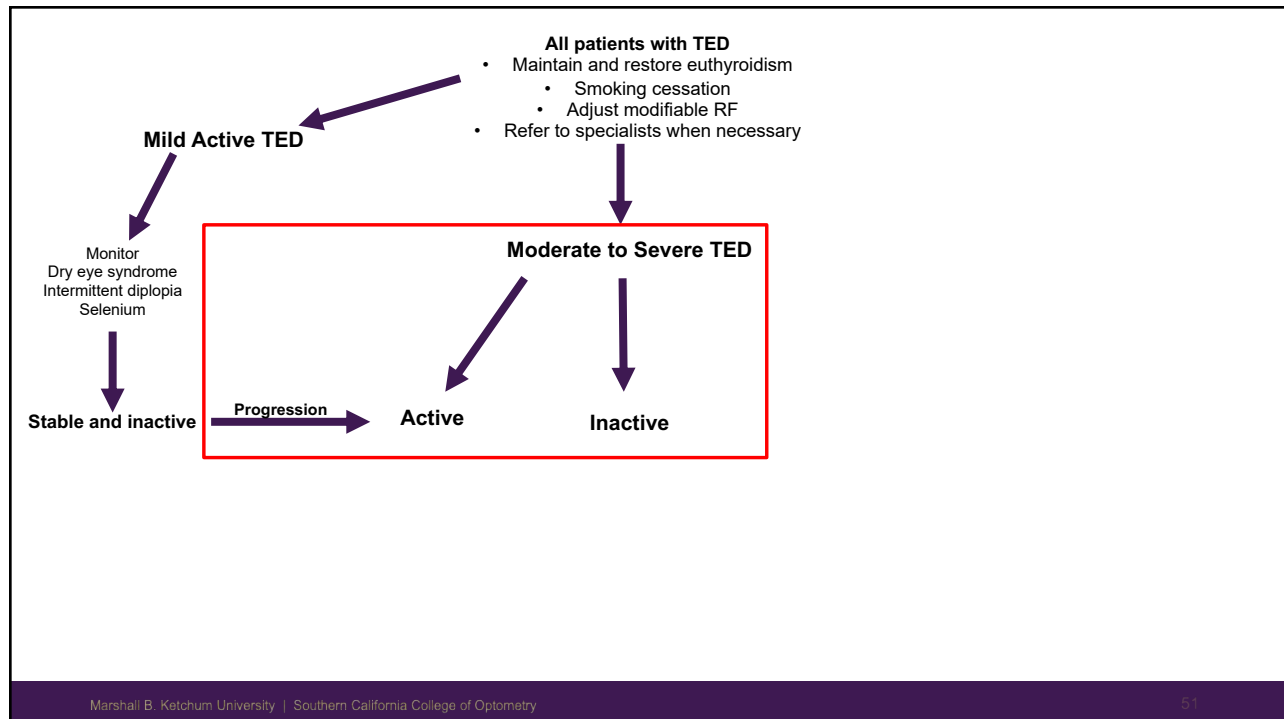 All patients with TED
• Maintain and restore euthyroidism
• Smoking cessation
• Adjust modifiable RF
• Refer to specialists when necessary
Mild Active TED
Monitor
Dry eye syndrome
Intermittent diplopia
Selenium
Moderate to Severe TED
Stable and inactive
Progression
Active
Inactive
Marshall B. Ketchum University | Southern California College of Optometry
51